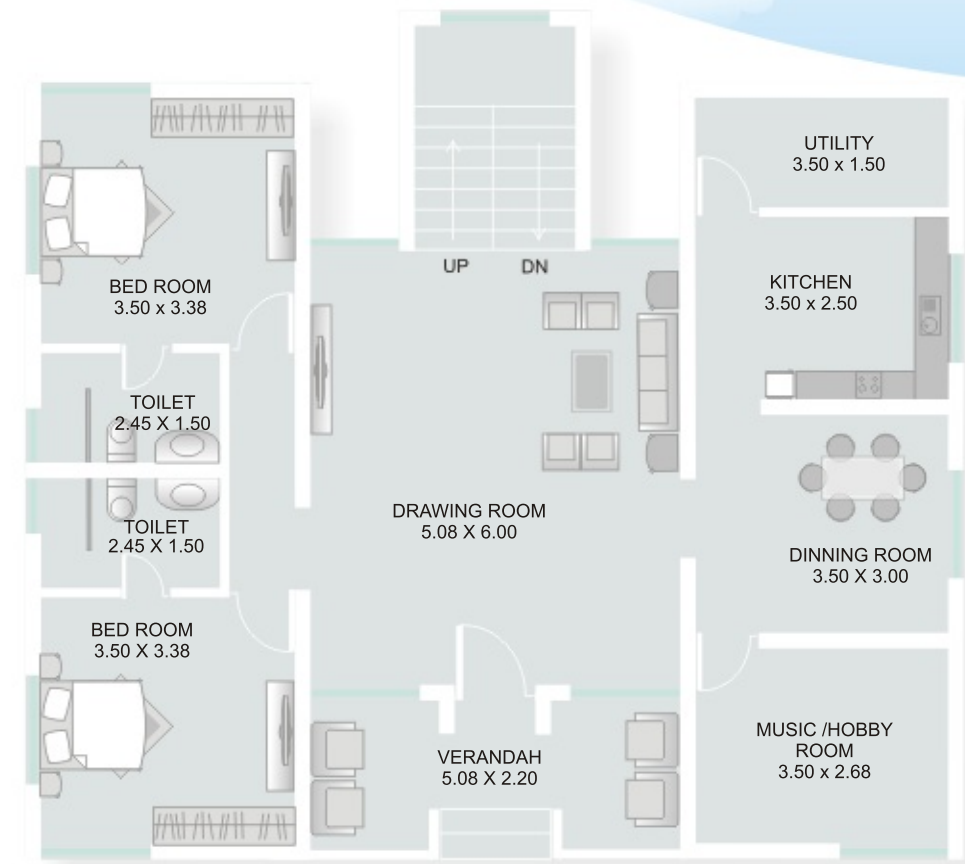 UP
DN
BED ROOM
3.50 x 3.38
TOILET
2.45 X 1.50
TOILET
2.45 X 1.50
BED ROOM
3.50 X 3.38
DRAWING ROOM
5.08 X 6.00
VERANDAH
5.08 X 2.20
UTILITY
3.50 x 1.50
KITCHEN
3.50 x 2.50
DINNING ROOM
3.50 X 3.00
MUSIC /HOBBY
ROOM
3.50 x 2.68